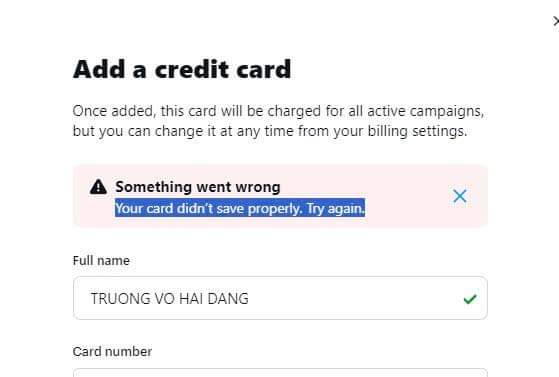 Add a credit card
Once added, this card will be charged for all active campaigns,
but you can change it at any time from your billing settings.
Something went wrong
Your card didn't save properly. Try again.
Full name
TRUONG VO HAI DANG
Card number